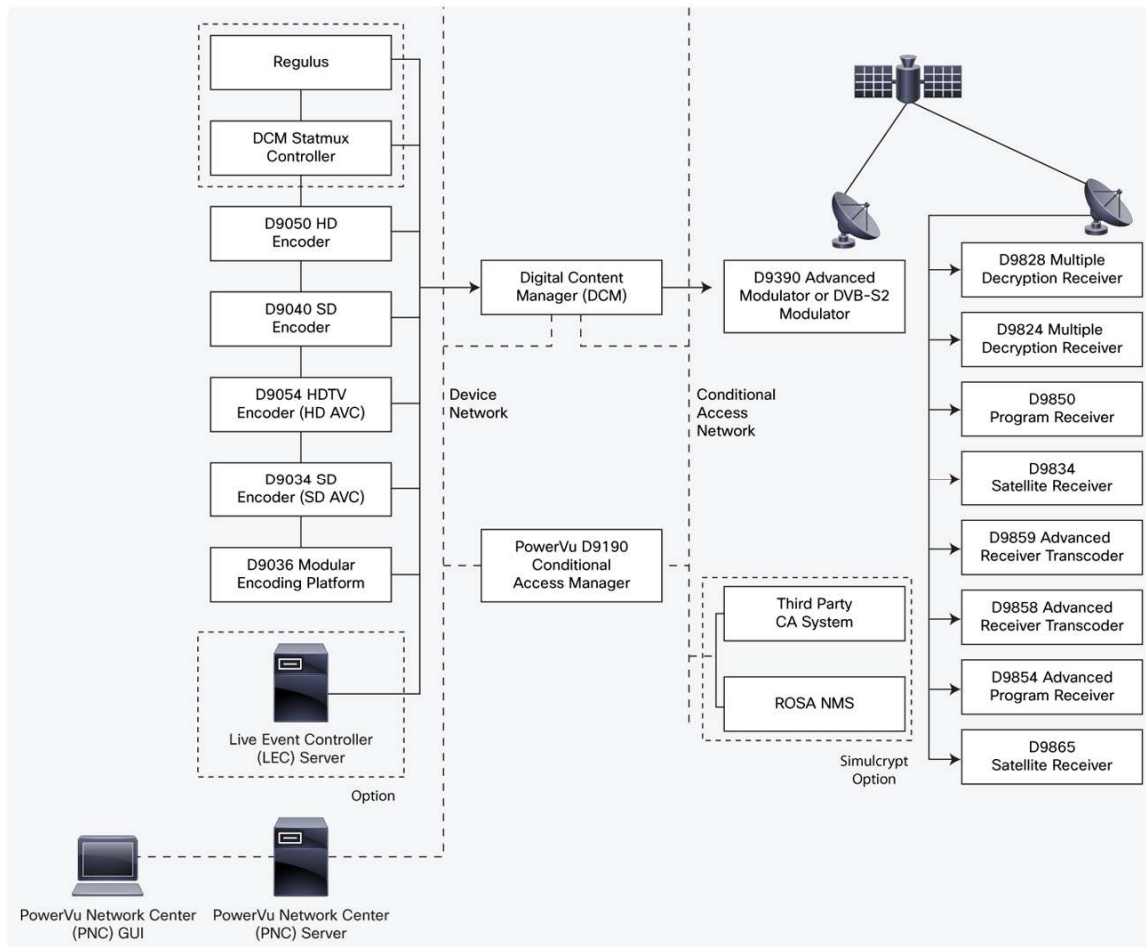 Regulus
DCM Statmux
Controller
D9050 HD
Encoder
D9040 SD
Encoder
D9054 HDTV
Encoder (HD AVC)
D9034 SD
Encoder (SD AVC)
D9036 Modular
Encoding Platform
Live Event Controller
(LEC) Server
Option
PowerVu Network Center
(PNC) GUI
PowerVu Network Center
(PNC) Server
Digital Content
Manager (DCM)
Device
Network
PowerVu D9190
Conditional
Access Manager
Conditional
Access
Network
D9390 Advanced
Modulator or DVB-S2
Modulator
Third Party
CA System
ROSA NMS
Simulcrypt
Option
D9828 Multiple
Decryption Receiver
D9824 Multiple
Decryption Receiver
D9850
Program Receiver
D9834
Satellite Receiver
D9859 Advanced
Receiver Transcoder
D9858 Advanced
Receiver Transcoder
D9854 Advanced
Program Receiver
D9865
Satellite Receiver